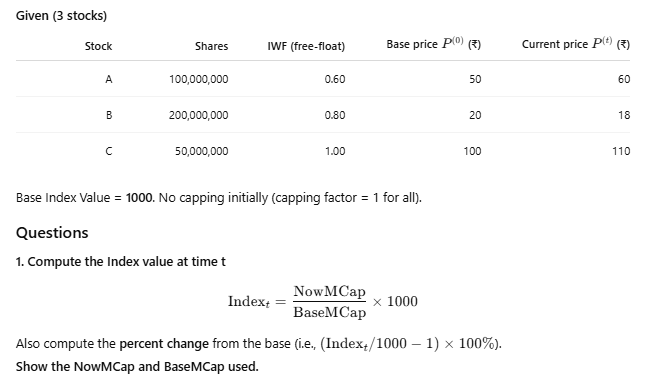 Given (3 stocks)
Stock Shares IWF (free-float) Base price P^(0) (₹) Current price P^(t) (₹)
A 100,000,000 0.60 50 60
B 200,000,000 0.80 20 18
C 50,000,000 1.00 100 110
Base Index Value = 1000. No capping initially (capping factor = 1 for all).
Questions
1. Compute the Index value at time t
Index_t = NowMCap / BaseMCap × 1000
Also compute the percent change from the base (i.e., (Index_t/1000 − 1) × 100%).
Show the NowMCap and BaseMCap used.